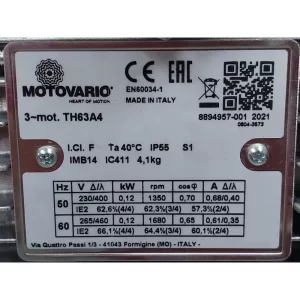 MOTOVARIO®
HEART OF MOTION
CE EAC
EN60034-1
MADE IN ITALY
3~mot. TH63A4
8894957-001 2021
0804-3573
I.Cl. F Ta 40°C IP55 S1
IMB14 IC411 4,1kg
Hz V Δ/⅄ kW rpm cosφ A Δ/⅄
50 230/400 0,12 1350 0,70 0,68/0,40
IE2 62,6%(4/4) 62,3%(3/4) 57,3%(2/4)
60 265/460 0,12 1680 0,65 0,61/0,35
IE2 66,1%(4/4) 64,4%(3/4) 60,1%(2/4)
Via Quattro Passi 1/3 - 41043 Formigine (MO) - ITALY -